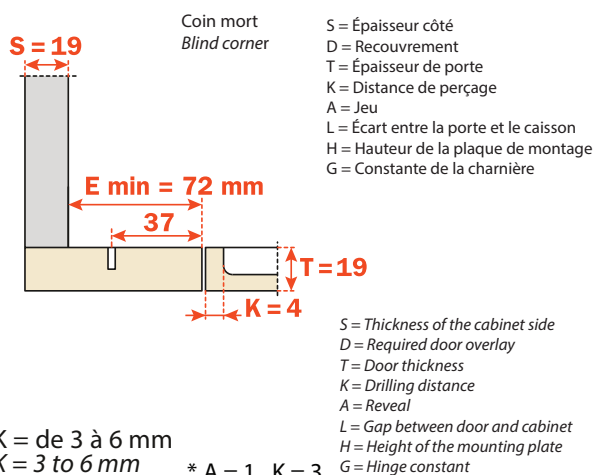 Coin mort
Blind corner
S = 19
S = Épaisseur côté
D = Recouvrement
T = Épaisseur de porte
K = Distance de perçage
A = Jeu
L = Écart entre la porte et le caisson
H = Hauteur de la plaque de montage
G = Constante de la charnière
E min = 72 mm
37
T = 19
K = 4
S = Thickness of the cabinet side
D = Required door overlay
T = Door thickness
K = Drilling distance
A = Reveal
L = Gap between door and cabinet
H = Height of the mounting plate
G = Hinge constant
K = de 3 à 6 mm
K = 3 to 6 mm
* A = 1 K = 3